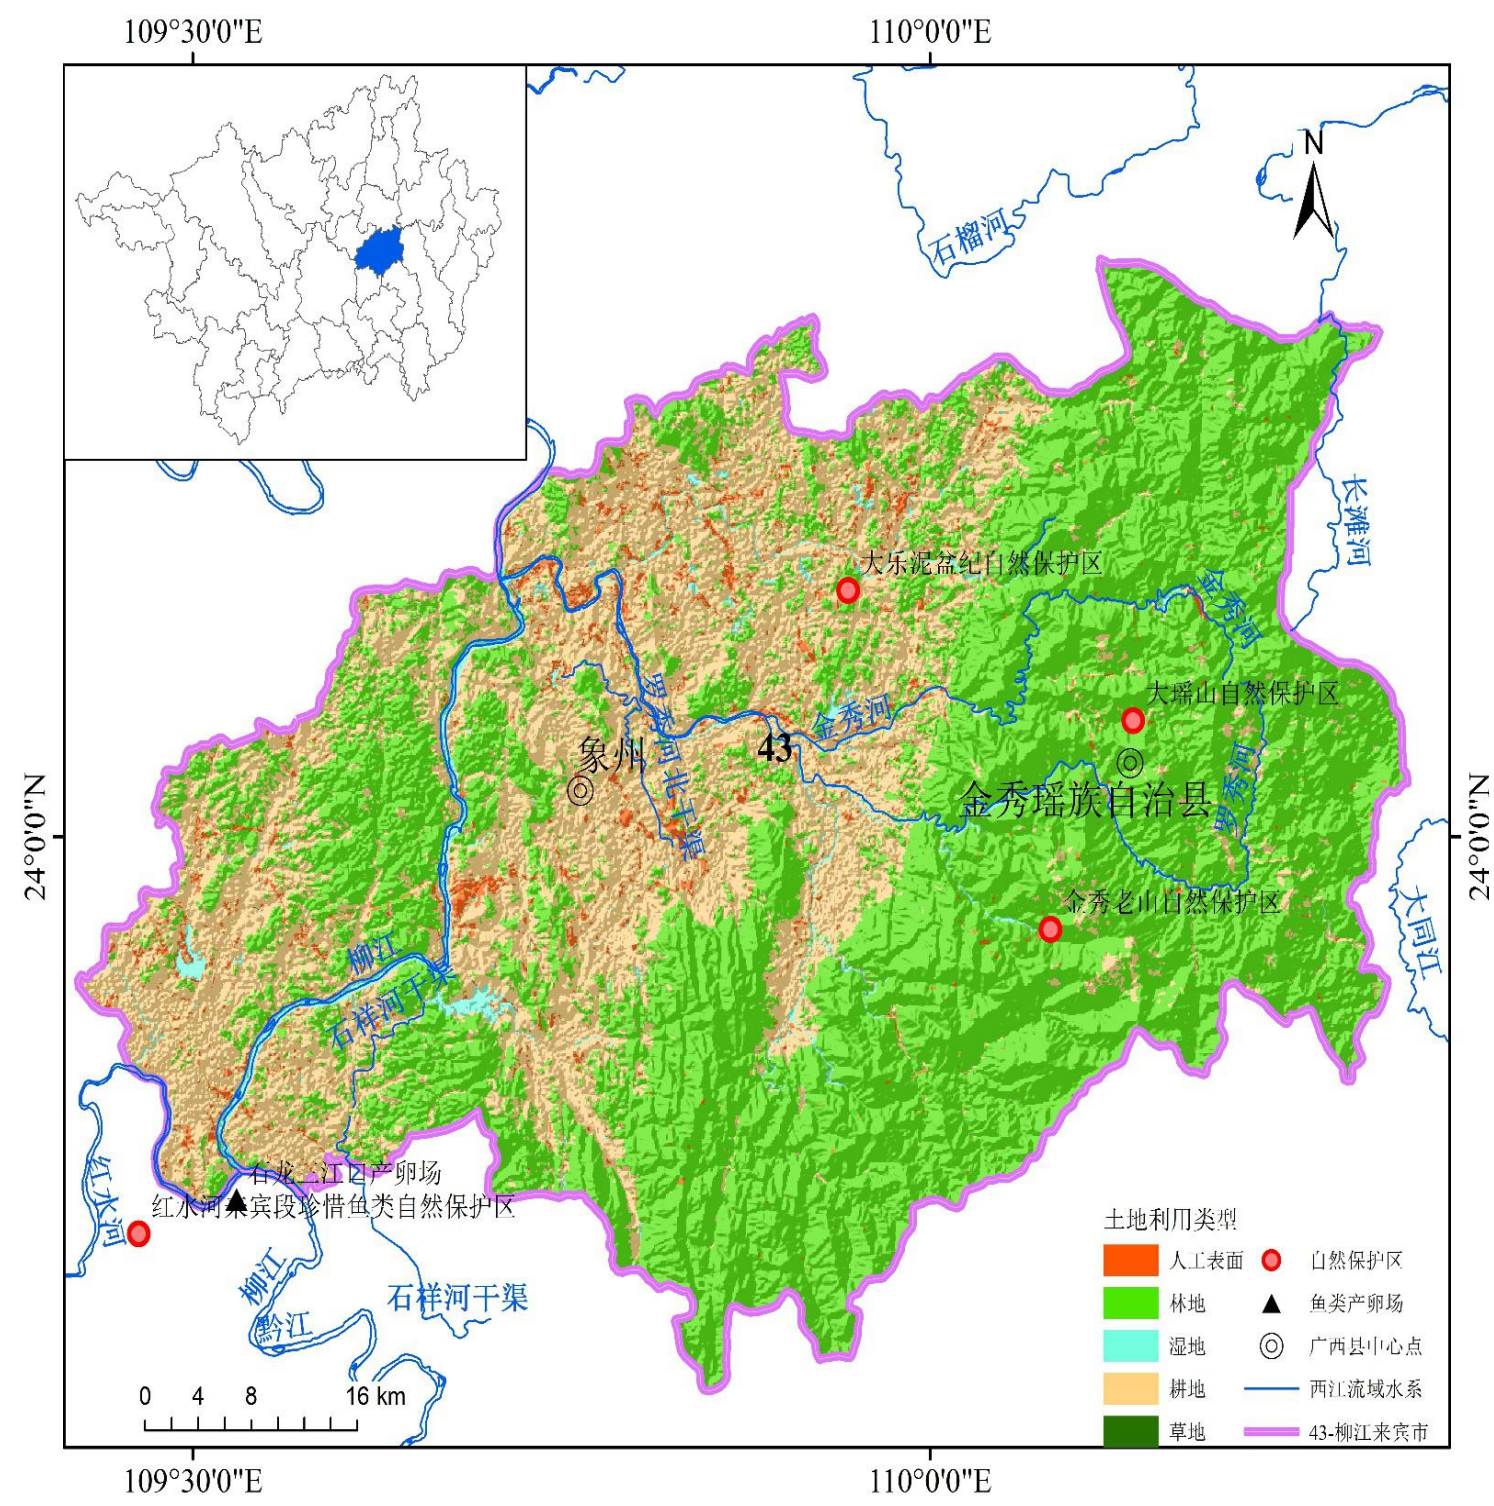 109°30'0"E
110°0'0"E
N
石榴河
长滩河
大乐泥盆纪自然保护区
金秀河
大瑶山自然保护区
罗秀河北干渠
金秀河
43
象州
金秀瑶族自治县
罗秀河
24°0'0"N
24°0'0"N
金秀老山自然保护区
大同江
柳江
石祥河干渠
石龙三江口产卵场
红水河来宾段珍惜鱼类自然保护区
红水河
柳江
黔江
石祥河干渠
0 4 8 16 km
土地利用类型
人工表面
自然保护区
林地
鱼类产卵场
湿地
广西县中心点
耕地
西江流域水系
草地
43-柳江来宾市
109°30'0"E
110°0'0"E